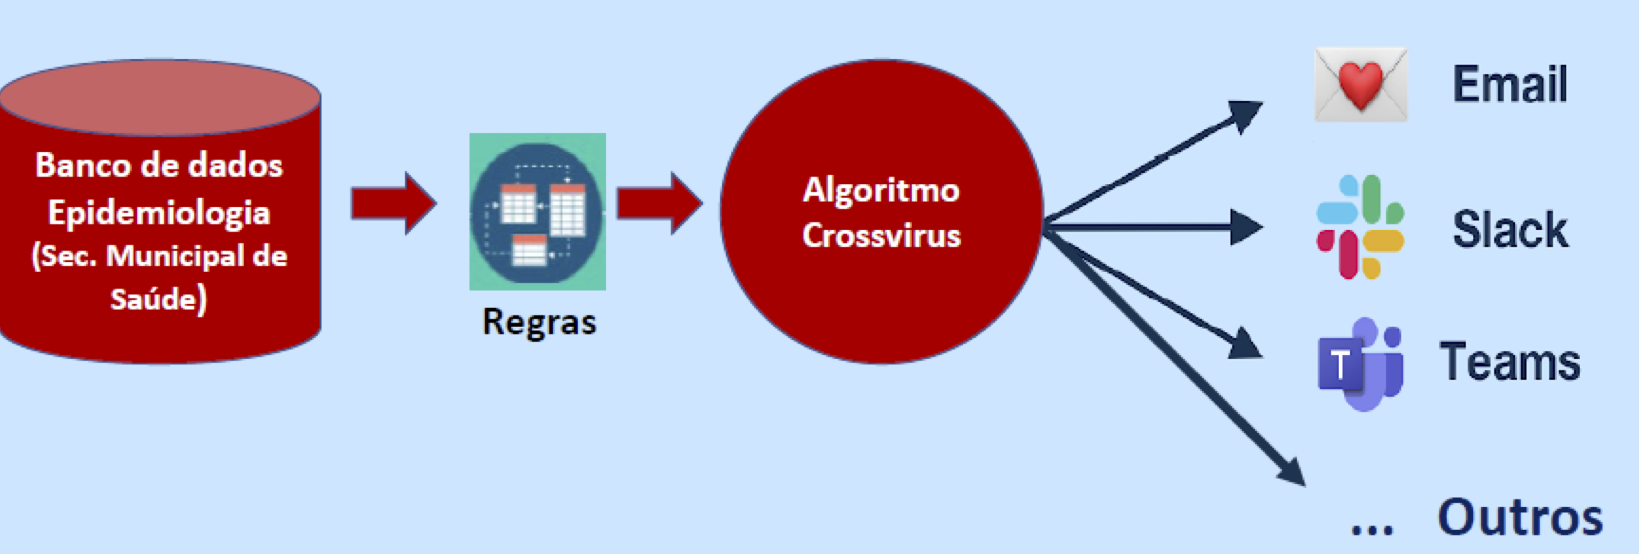 Banco de dados
Epidemiologia
(Sec. Municipal de
Saúde)
Regras
Algoritmo
Crossvirus
Email
Slack
T
Teams
... Outros